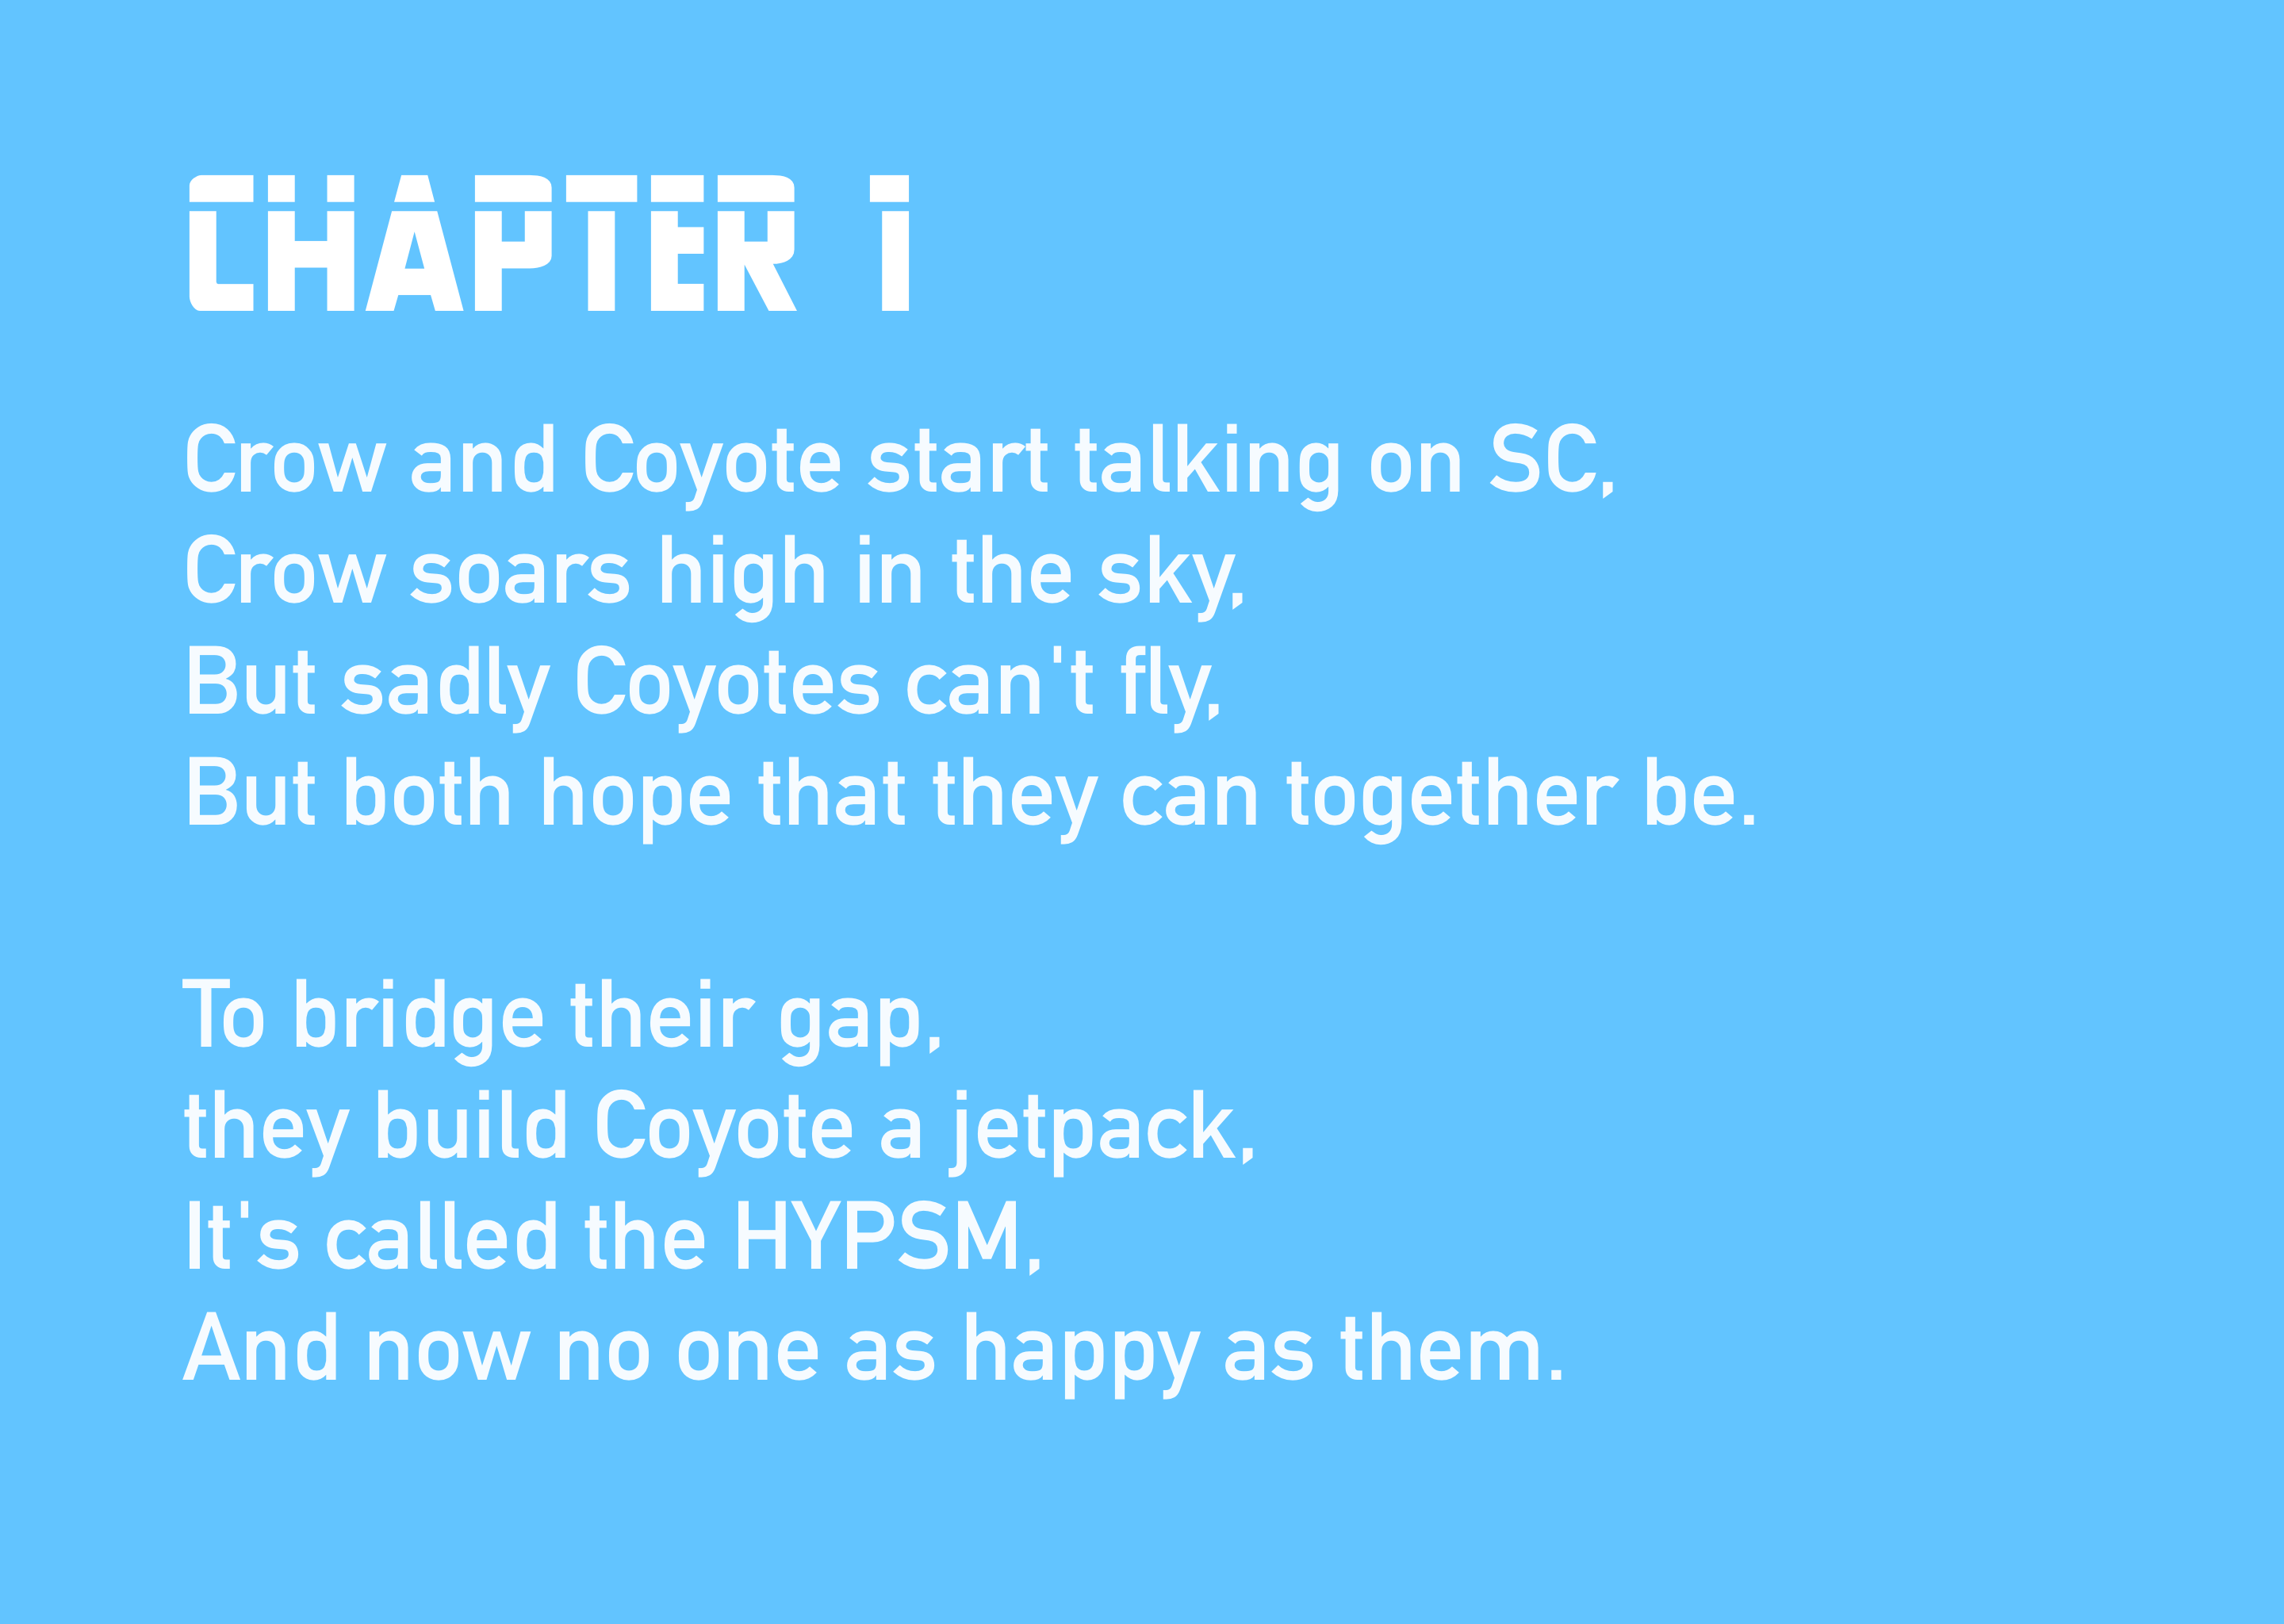 CHAPTER 1
Crow and Coyote start talking on SC,
Crow soars high in the sky,
But sadly Coyotes can't fly,
But both hope that they can together be.
To bridge their gap,
they build Coyote a jetpack,
It's called the HYPSM,
And now no one as happy as them.